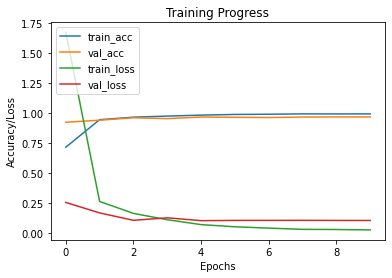 Training Progress
1.75
1.50
1.25
1.00
0.75
0.50
0.25
0.00
Accuracy/Loss
train_acc
val_acc
train_loss
val_loss
0 2 4 6 8
Epochs